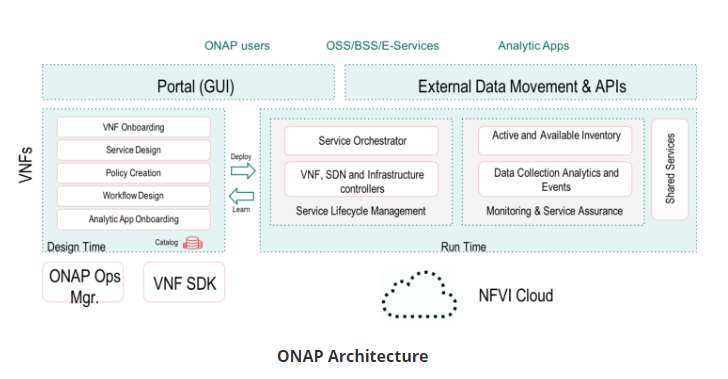 ONAP users
OSS/BSS/E-Services
Analytic Apps
Portal (GUI)
External Data Movement & APIs
VNFs
VNF Onboarding
Service Design
Policy Creation
Workflow Design
Analytic App Onboarding
Catalog
Design Time
Deploy
Learn
Service Orchestrator
VNF, SDN and Infrastructure
controllers
Service Lifecycle Management
Active and Available Inventory
Data Collection Analytics and
Events
Monitoring & Service Assurance
Shared Services
Run Time
ONAP Ops
Mgr.
VNF SDK
NFVI Cloud
ONAP Architecture